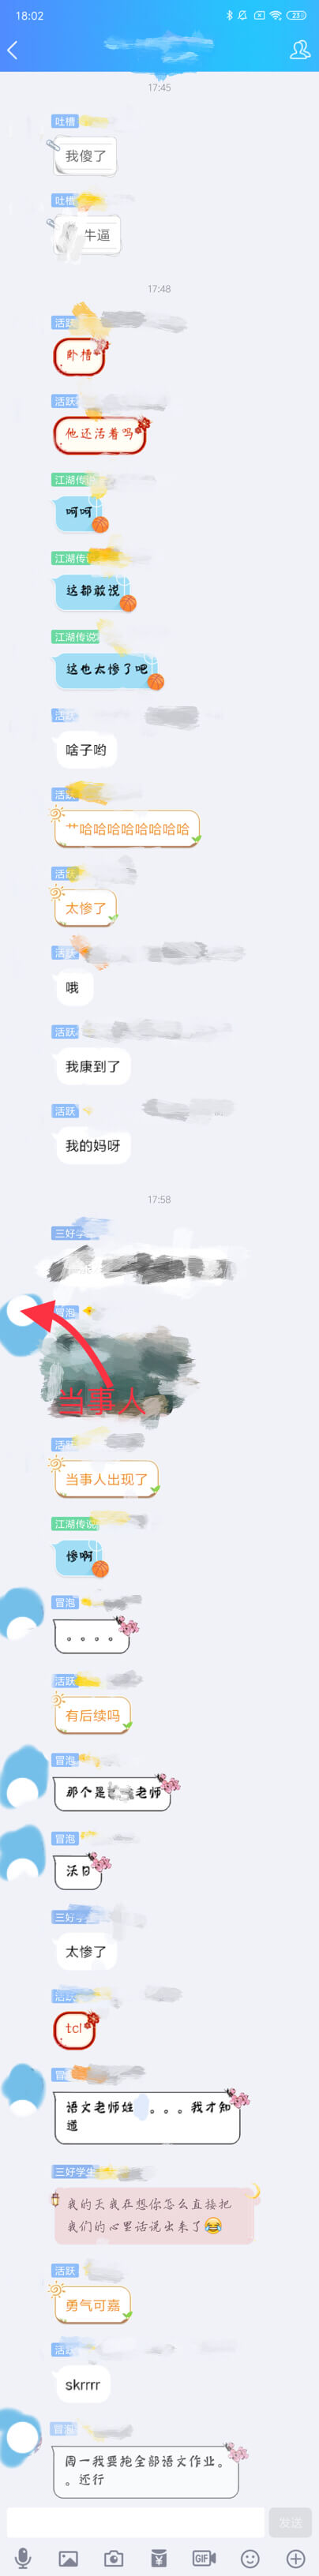 18:02
23
17:45
吐槽
我傻了
吐槽
牛逼
17:48
活跃
卧槽
活跃
他还活着吗
江湖传说
呵呵
江湖传说
这都敢说
江湖传说
这也太惨了吧
活跃
啥子哟
活跃
艹哈哈哈哈哈哈哈哈
活跃
太惨了
活跃
哦
活跃
我康到了
活跃
我的妈呀
17:58
三好学
冒泡
当事人
活跃
当事人出现了
江湖传说
惨啊
冒泡
。。。。
活跃
有后续吗
冒泡
那个是 老师
冒泡
沃日
三好学
太惨了
活跃
tcl
冒
语文老师姓 。。。我才知
道
三好学生
我的天我在想你怎么直接把
我们的心里话说出来了😂
活跃
勇气可嘉
活跃
skrrrr
冒泡
周一我要抱全部语文作业。
。还行
发送
GIF